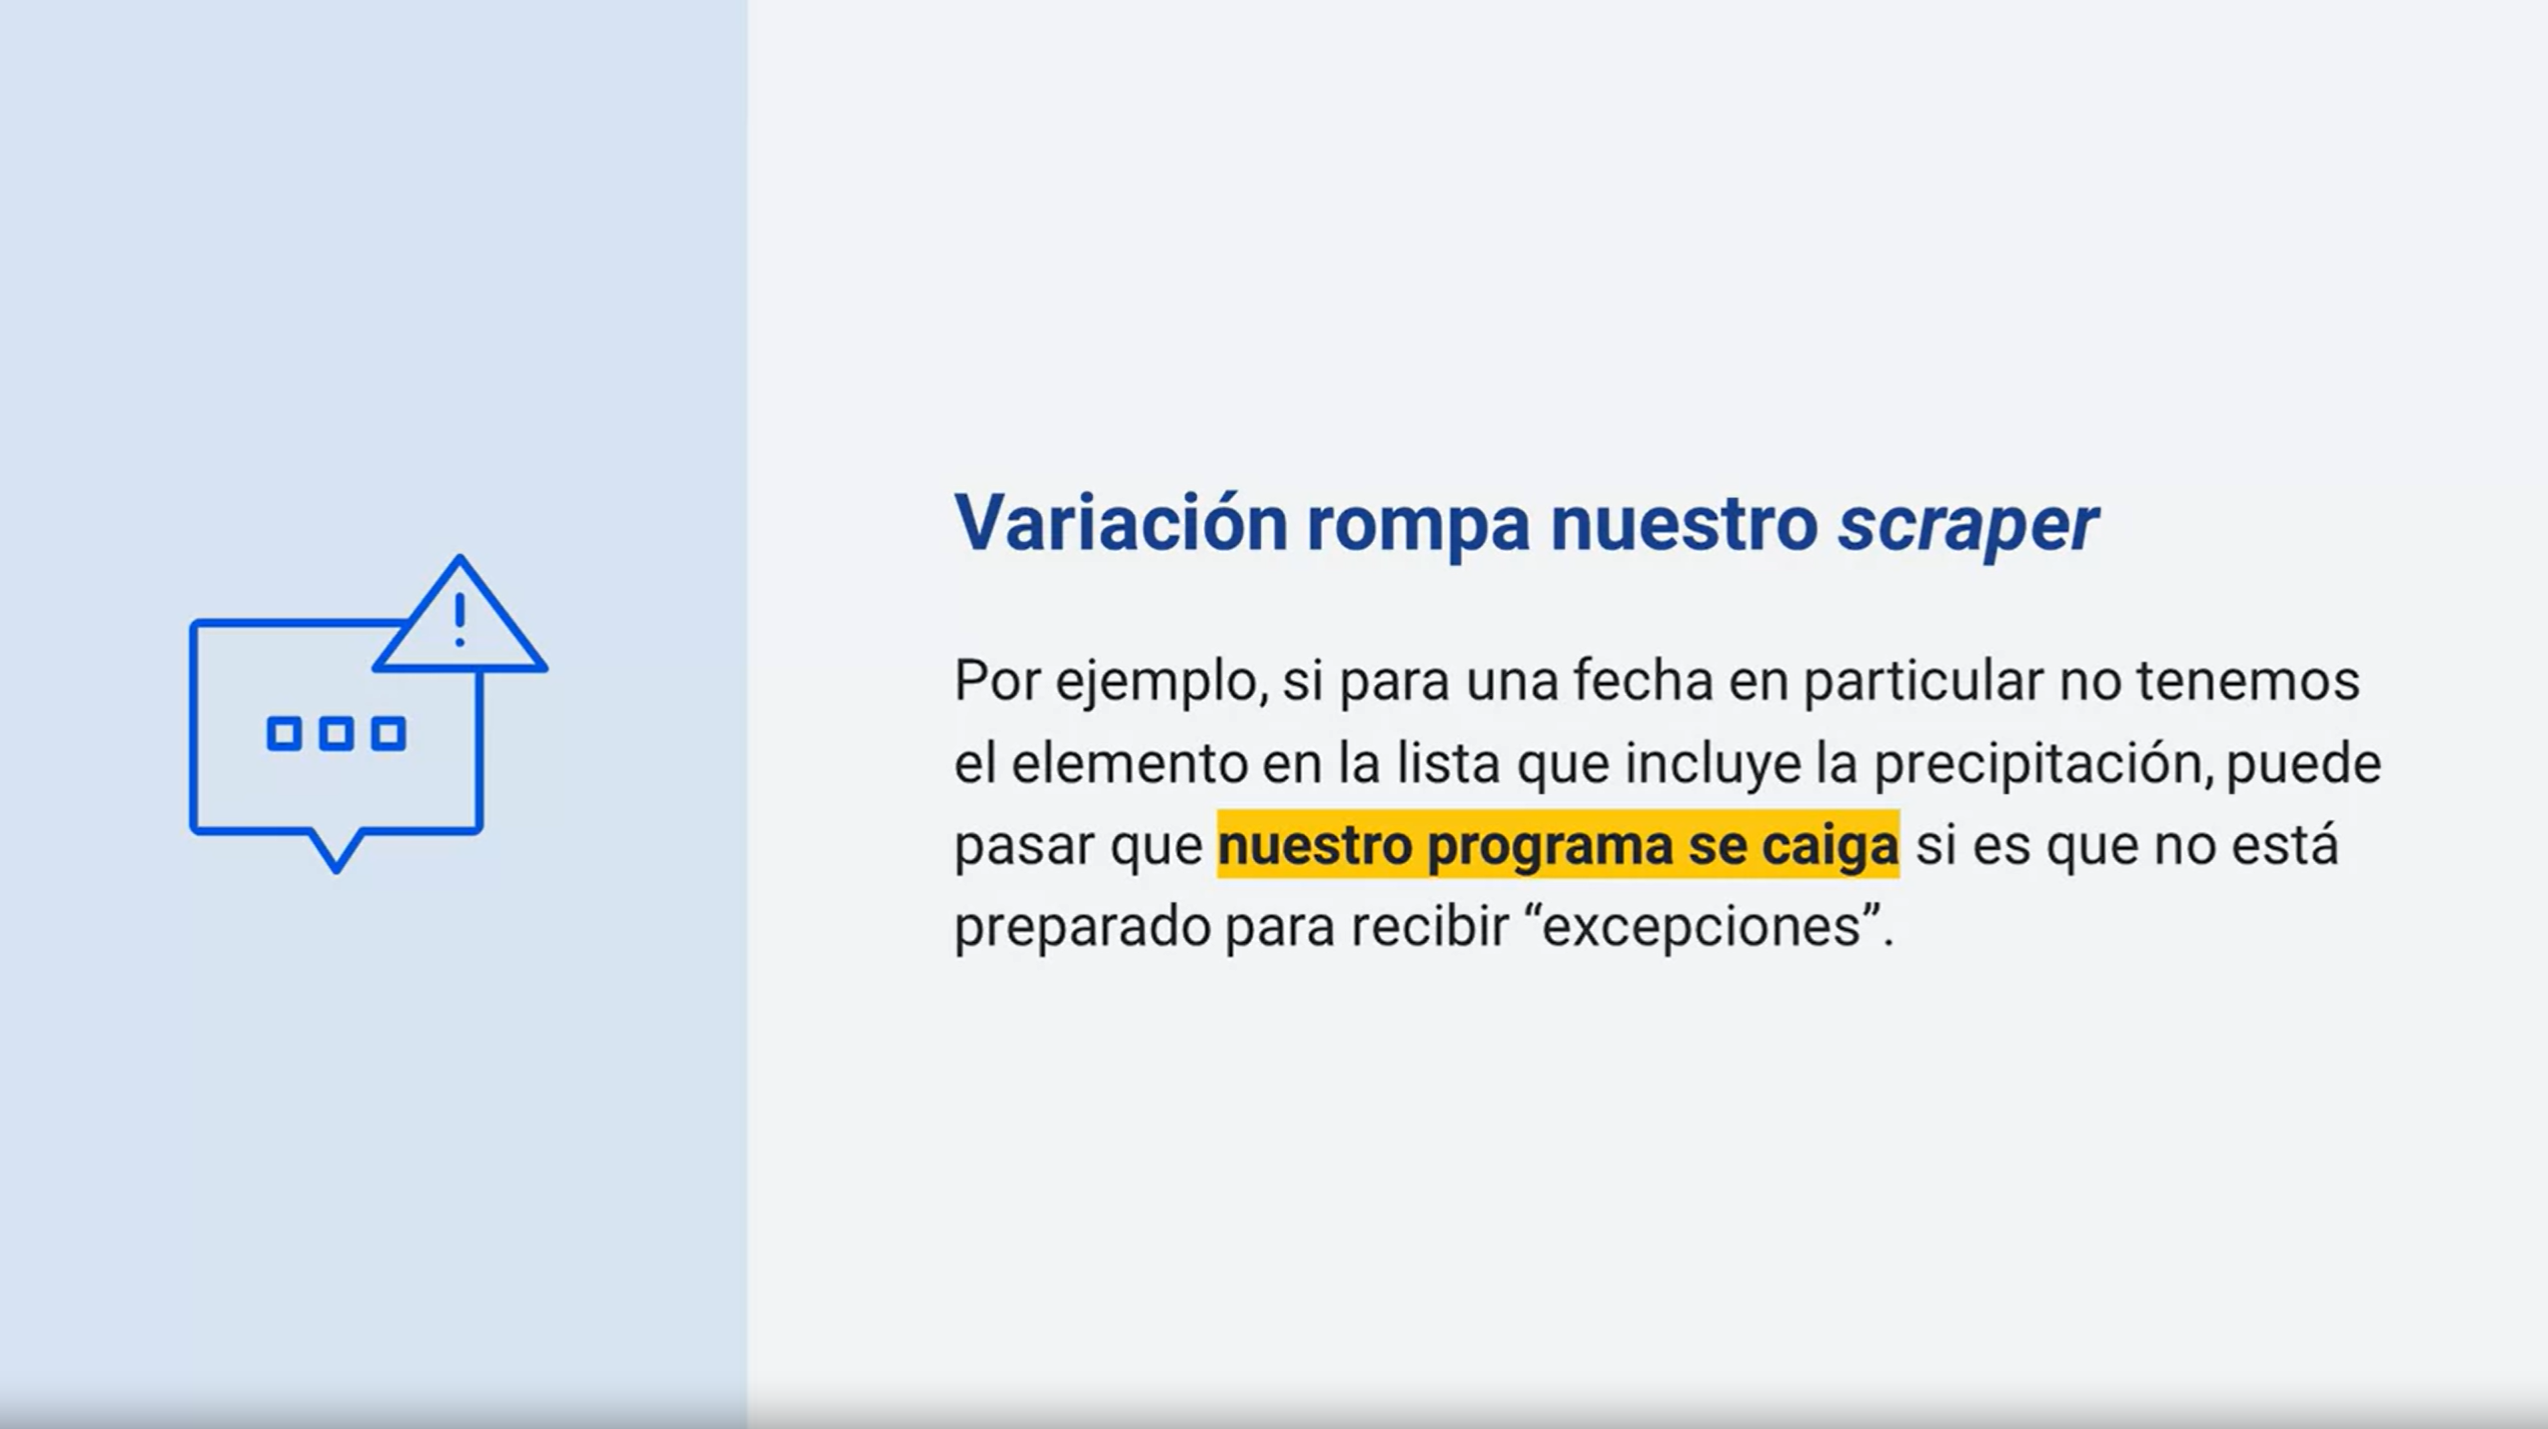 Variación rompa nuestro scraper
Por ejemplo, si para una fecha en particular no tenemos
el elemento en la lista que incluye la precipitación, puede
pasar que nuestro programa se caiga si es que no está
preparado para recibir “excepciones”.